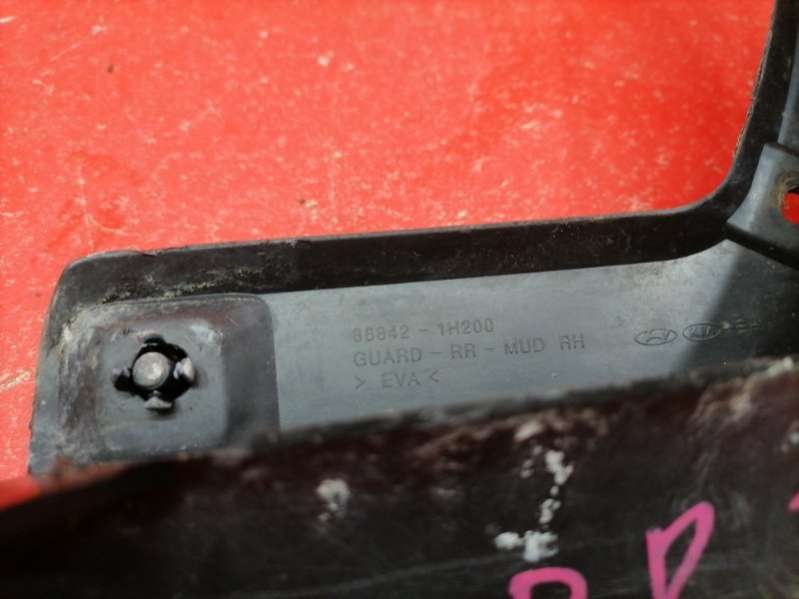 86842-1H200
GUARD-RR-MUD RH
> EVA <